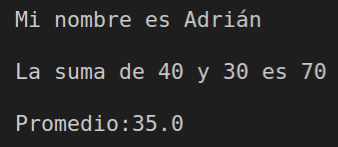 Mi nombre es Adrián
La suma de 40 y 30 es 70
Promedio:35.0